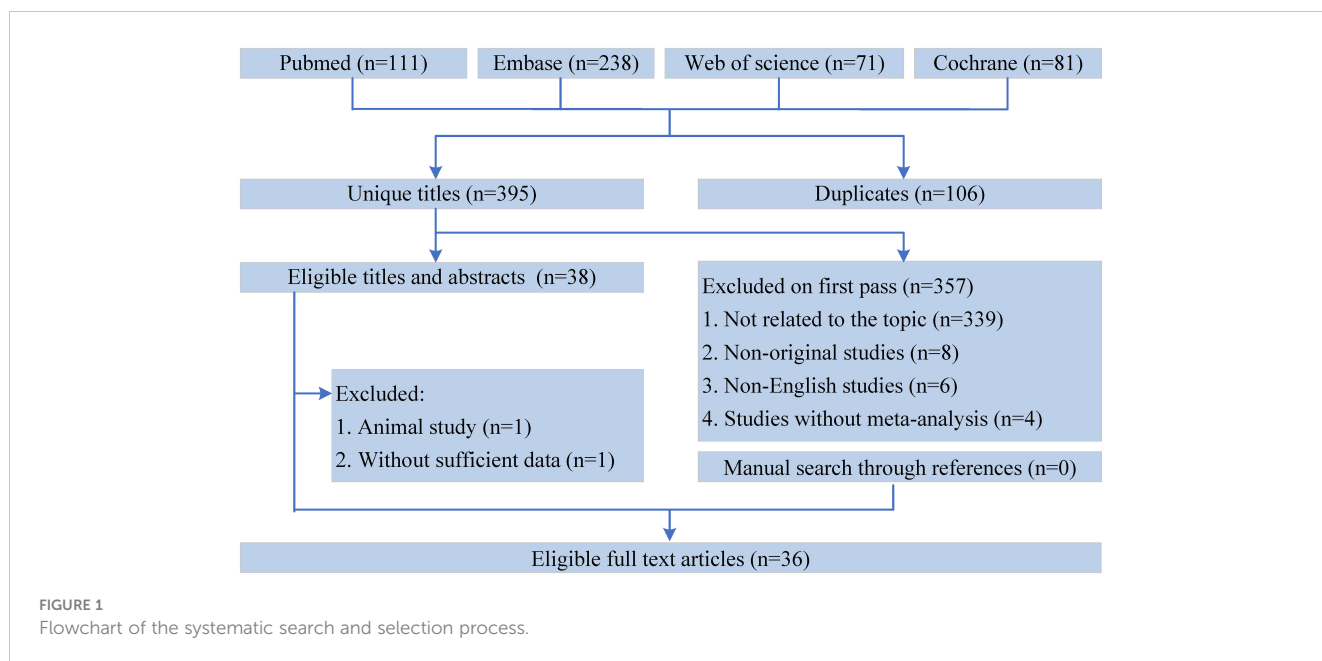 Pubmed (n=111)
Embase (n=238)
Web of science (n=71)
Cochrane (n=81)
Unique titles (n=395)
Duplicates (n=106)
Eligible titles and abstracts (n=38)
Excluded on first pass (n=357)
1. Not related to the topic (n=339)
2. Non-original studies (n=8)
3. Non-English studies (n=6)
4. Studies without meta-analysis (n=4)
Excluded:
1. Animal study (n=1)
2. Without sufficient data (n=1)
Manual search through references (n=0)
Eligible full text articles (n=36)
FIGURE 1
Flowchart of the systematic search and selection process.